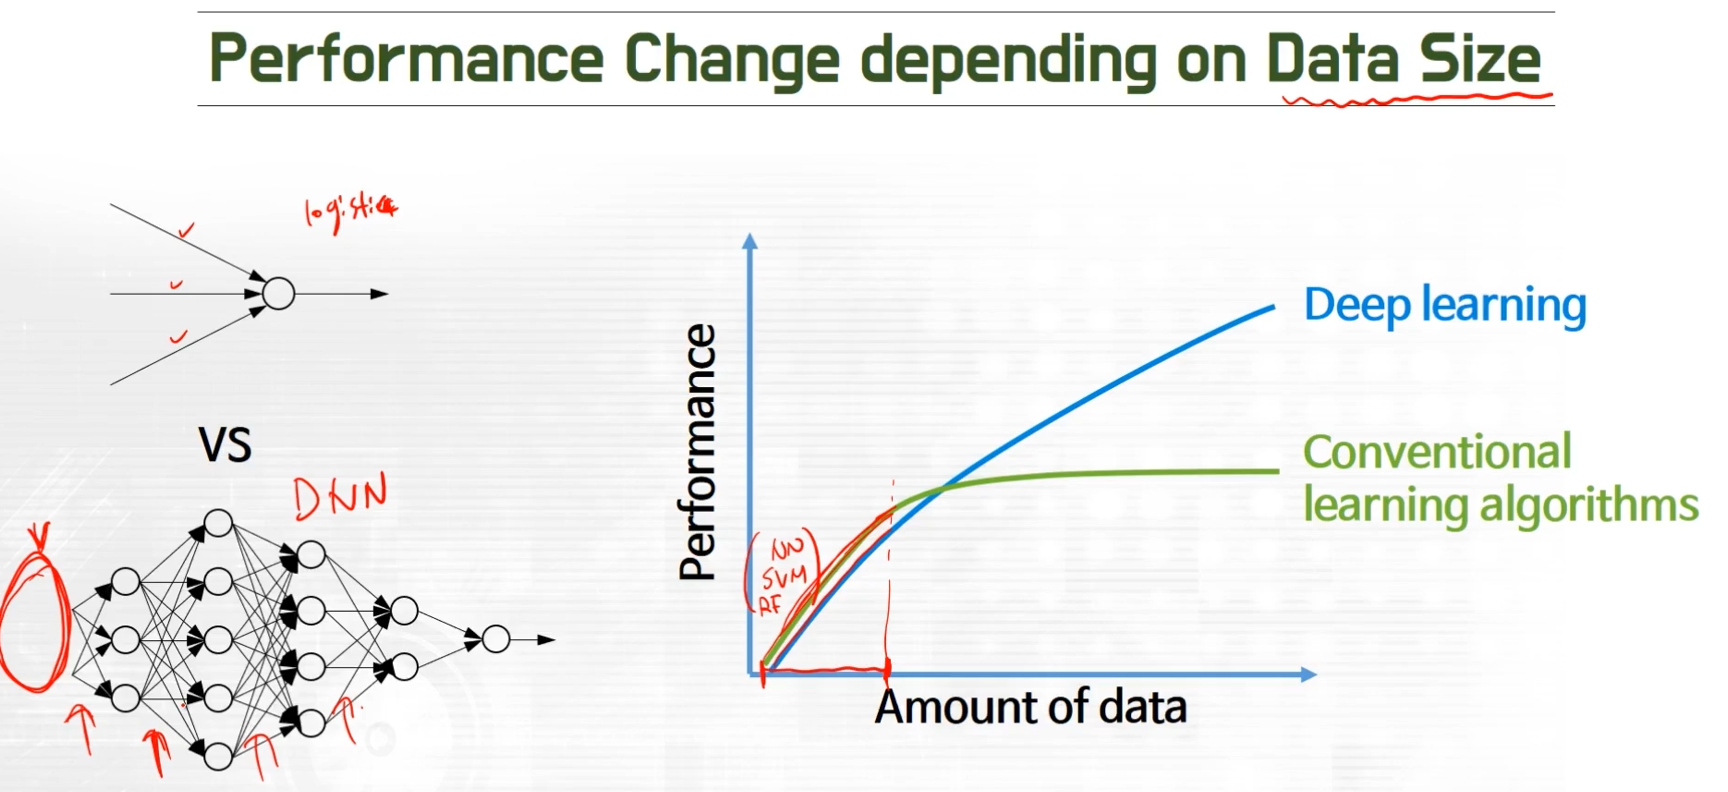 Performance Change depending on Data Size
logistic
VS
DNN
Performance
NN
SVM
RF
Deep learning
Conventional
learning algorithms
Amount of data